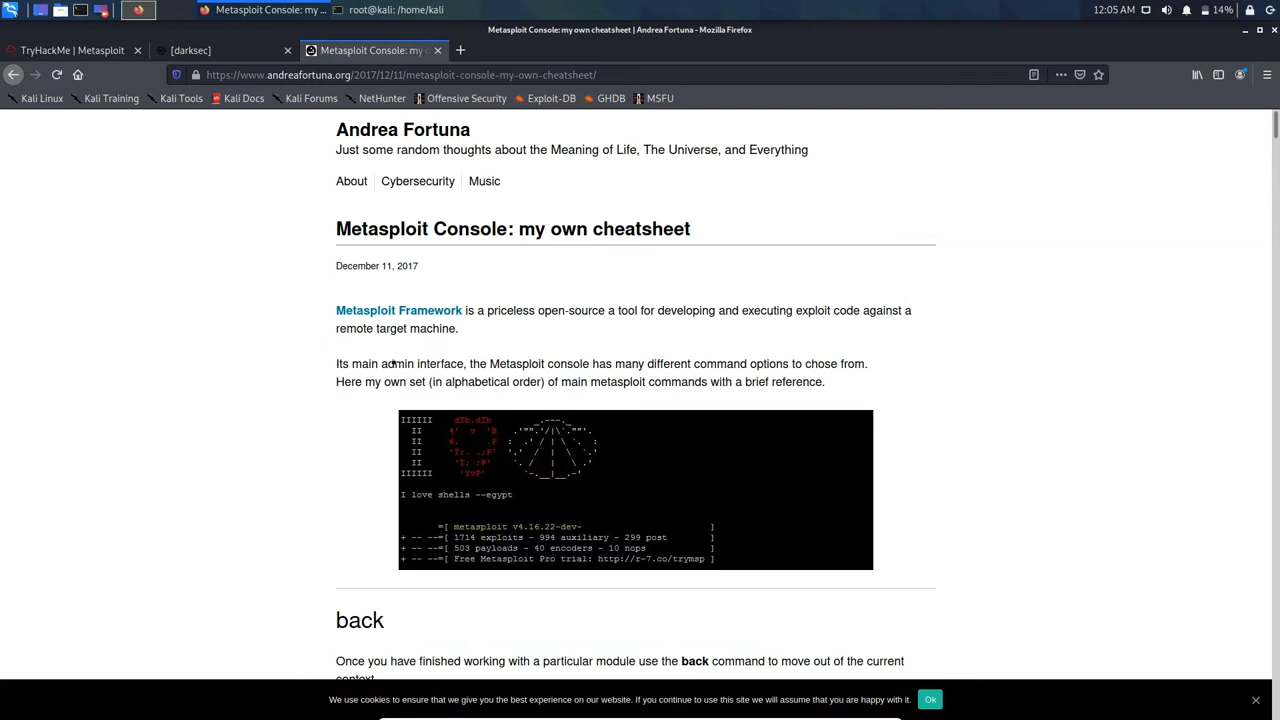 Metasploit Console: my ...
root@kali: /home/kali
12:05 AM
14%
Metasploit Console: my own cheatsheet | Andrea Fortuna - Mozilla Firefox
TryHackMe | Metasploit
[darksec]
Metasploit Console: my c
https://www.andreafortuna.org/2017/12/11/metasploit-console-my-own-cheatsheet/
Kali Linux
Kali Training
Kali Tools
Kali Docs
Kali Forums
NetHunter
Offensive Security
Exploit-DB
GHDB
MSFU
Andrea Fortuna
Just some random thoughts about the Meaning of Life, The Universe, and Everything
About
Cybersecurity
Music
Metasploit Console: my own cheatsheet
December 11, 2017
Metasploit Framework is a priceless open-source a tool for developing and executing exploit code against a
remote target machine.
Its main admin interface, the Metasploit console has many different command options to chose from.
Here my own set (in alphabetical order) of main metasploit commands with a brief reference.
I love shells --egypt
=[ metasploit v4.16.22-dev- ]
+ -- --=[ 1714 exploits - 994 auxiliary - 299 post ]
+ -- --=[ 503 payloads - 40 encoders - 10 nops ]
+ -- --=[ Free Metasploit Pro trial: http://r-7.co/trymsp ]
back
Once you have finished working with a particular module use the back command to move out of the current
context.
We use cookies to ensure that we give you the best experience on our website. If you continue to use this site we will assume that you are happy with it.
Ok